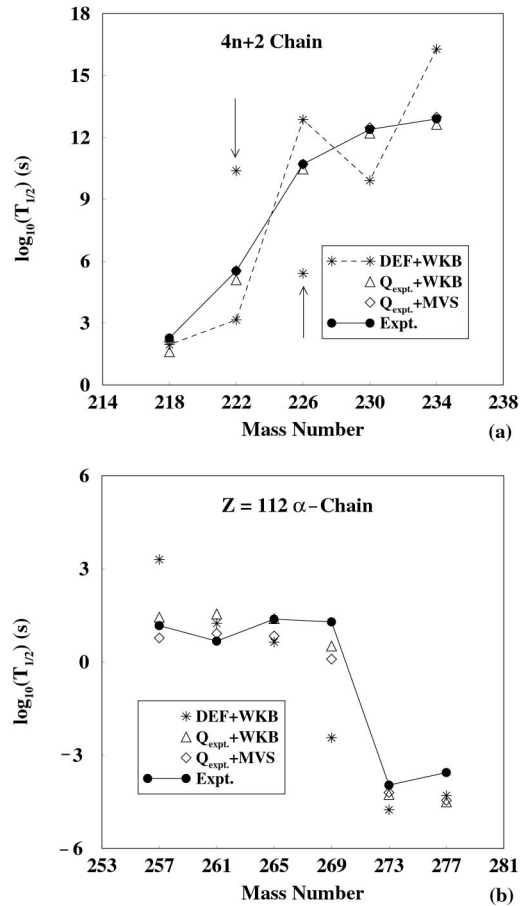 18
15
12
9
6
3
0
log10(T1/2) (s)
4n+2 Chain
DEF+WKB
Qexpt.+WKB
Qexpt.+MVS
Expt.
214 218 222 226 230 234 238
Mass Number
(a)
6
3
0
−3
−6
log10(T1/2) (s)
Z = 112 α−Chain
DEF+WKB
Qexpt.+WKB
Qexpt.+MVS
Expt.
253 257 261 265 269 273 277 281
Mass Number
(b)